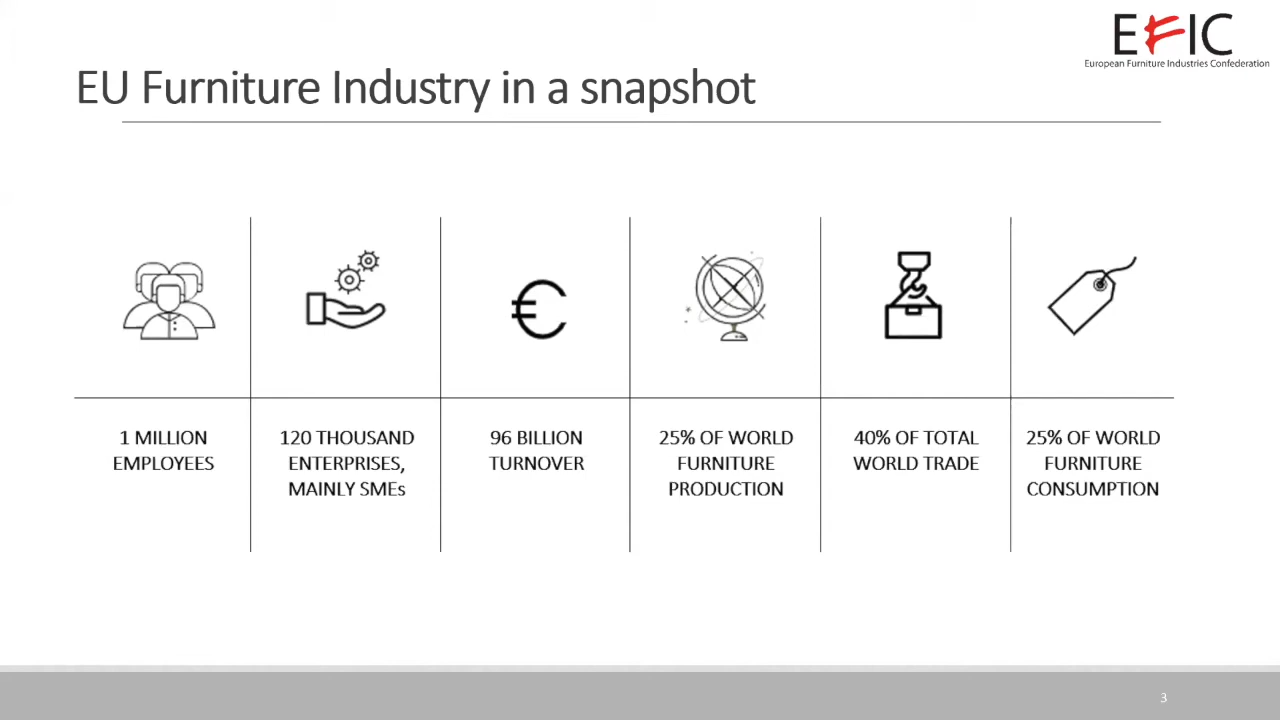 EFIC
European Furniture Industries Confederation
EU Furniture Industry in a snapshot
1 MILLION
EMPLOYEES
120 THOUSAND
ENTERPRISES,
MAINLY SMEs
€
96 BILLION
TURNOVER
25% OF WORLD
FURNITURE
PRODUCTION
40% OF TOTAL
WORLD TRADE
25% OF WORLD
FURNITURE
CONSUMPTION
3